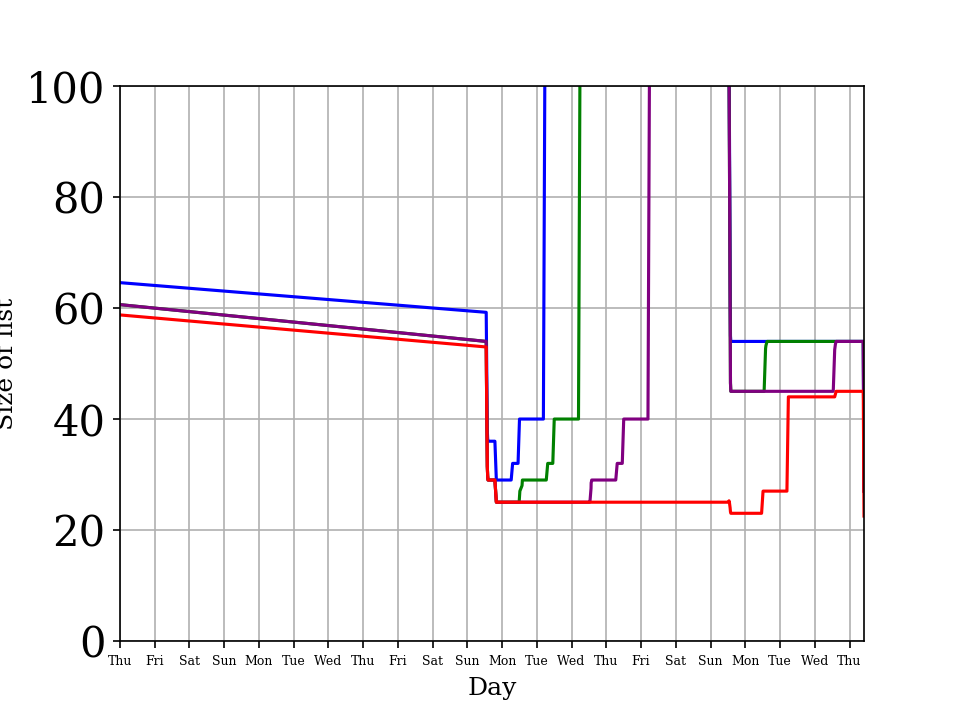 100
80
60
40
20
0
Size of list
Thu Fri Sat Sun Mon Tue Wed Thu Fri Sat Sun Mon Tue Wed Thu Fri Sat Sun Mon Tue Wed Thu
Day